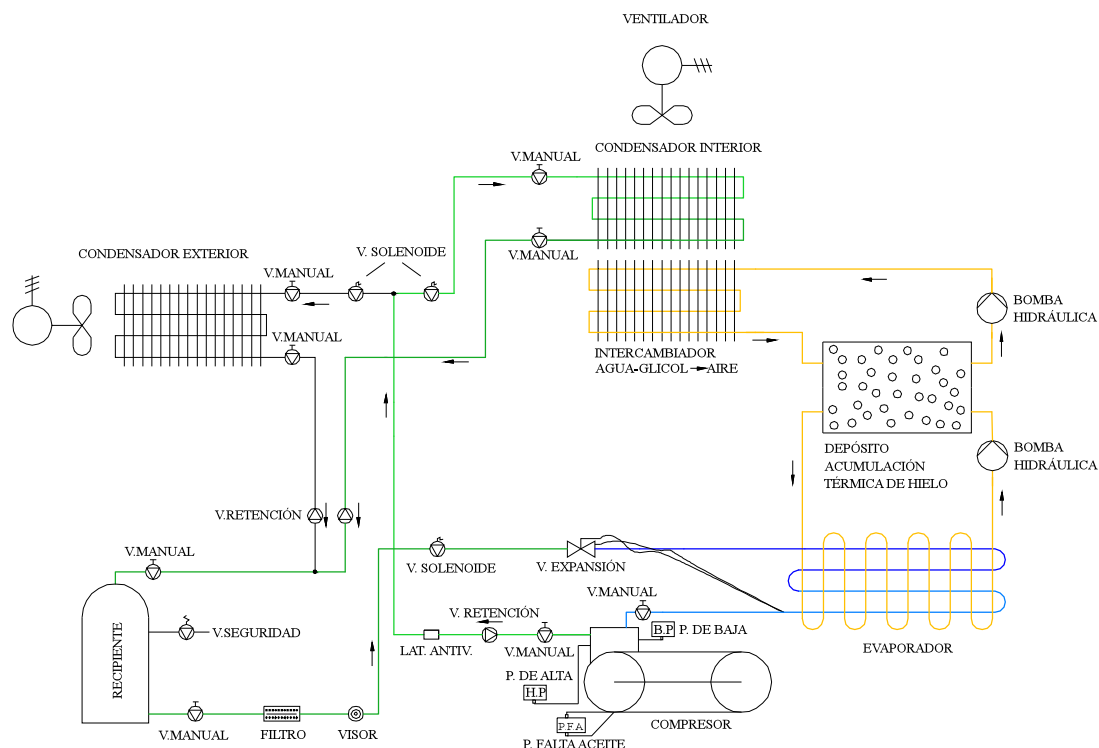 VENTILADOR
CONDENSADOR INTERIOR
V.MANUAL
CONDENSADOR EXTERIOR
V. SOLENOIDE
V.MANUAL
V.MANUAL
V.MANUAL
BOMBA
HIDRÁULICA
INTERCAMBIADOR
AGUA-GLICOL AIRE
DEPÓSITO
ACUMULACIÓN
TÉRMICA DE HIELO
BOMBA
HIDRÁULICA
V.RETENCIÓN
V.MANUAL
V. SOLENOIDE
V. EXPANSIÓN
V.MANUAL
EVAPORADOR
RECIPIENTE
V.SEGURIDAD
V. RETENCIÓN
LAT. ANTIV.
V.MANUAL
B.P
P. DE BAJA
P. DE ALTA
H.P
COMPRESOR
PFA
P. FALTA ACEITE
V.MANUAL
FILTRO
VISOR